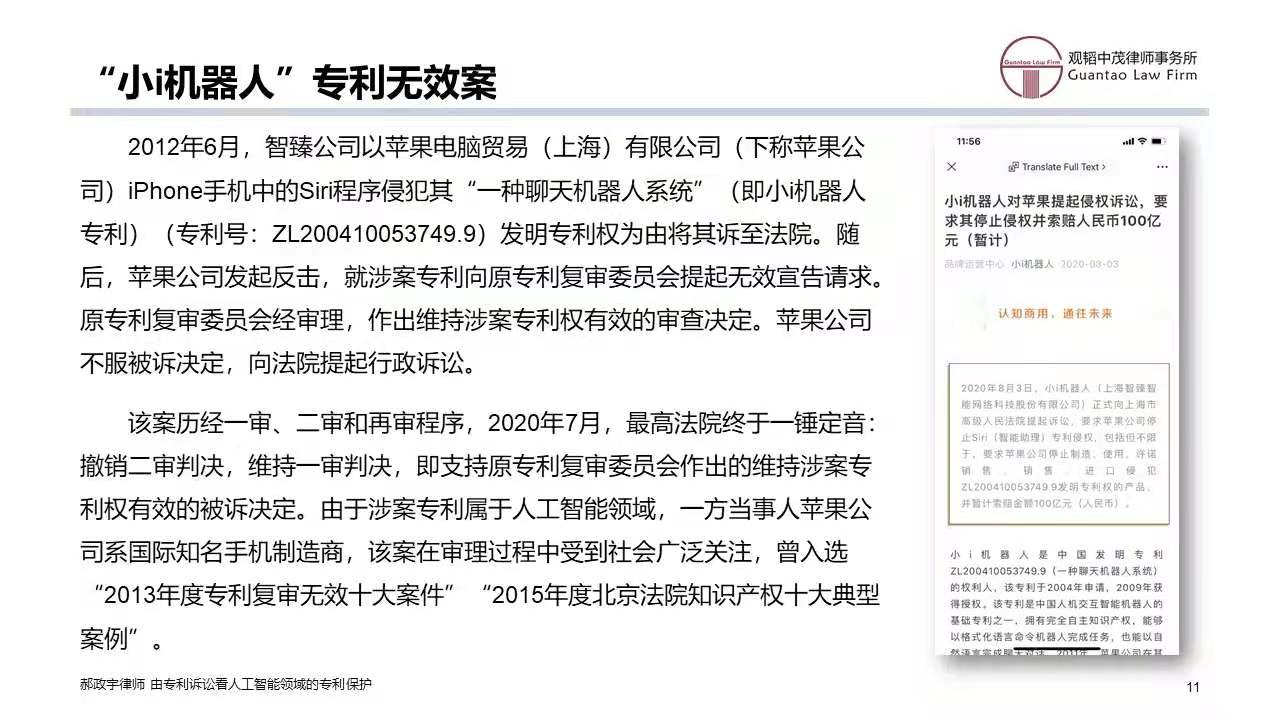 “小i机器人”专利无效案
Guantao Law Firm
观韬中茂律师事务所
Guantao Law Firm
2012年6月，智臻公司以苹果电脑贸易（上海）有限公司（下称苹果公
司）iPhone手机中的Siri程序侵犯其“一种聊天机器人系统”（即小i机器人
专利）（专利号：ZL200410053749.9）发明专利权为由将其诉至法院。随
后，苹果公司发起反击，就涉案专利向原专利复审委员会提起无效宣告请求。
原专利复审委员会经审理，作出维持涉案专利权有效的审查决定。苹果公司
不服被诉决定，向法院提起行政诉讼。
该案历经一审、二审和再审程序，2020年7月，最高法院终于一锤定音：
撤销二审判决，维持一审判决，即支持原专利复审委员会作出的维持涉案专
利权有效的被诉决定。由于涉案专利属于人工智能领域，一方当事人苹果公
司系国际知名手机制造商，该案在审理过程中受到社会广泛关注，曾入选
“2013年度专利复审无效十大案件”“2015年度北京法院知识产权十大典型
案例”。
11:56
Translate Full Text ›
小i机器人对苹果提起侵权诉讼，要
求其停止侵权并索赔人民币100亿
元（暂计）
品牌运营中心 小i机器人 2020-08-03
认知商用，通往未来
2020年8月3日，小i机器人（上海智臻智
能网络科技股份有限公司）正式向上海市
高级人民法院提起诉讼，要求苹果公司停
止Siri（智能助理）专利侵权，包括但不限
于，要求苹果公司停止制造、使用、许诺
销售、销售、进口侵犯
ZL200410053749.9发明专利权的产品，
并暂计索赔金额100亿元（人民币）。
小i机器人是中国发明专利
ZL200410053749.9（一种聊天机器人系统）
的权利人，该专利于2004年申请，2009年获
得授权。该专利是中国人机交互智能机器人的
基础专利之一，拥有完全自主知识产权，能够
以格式化语言命令机器人完成任务，也能以自
然语言完成聊天对话。2011年，苹果公司在其
郝政宇律师 由专利诉讼看人工智能领域的专利保护
11